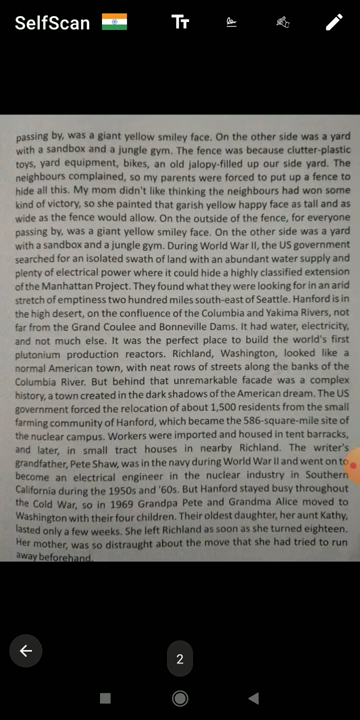 SelfScan
passing by, was a giant yellow smiley face. On the other side was a yard
with a sandbox and a jungle gym. The fence was because clutter-plastic
toys, yard equipment, bikes, an old jalopy-filled up our side yard. The
neighbours complained, so my parents were forced to put up a fence to
hide all this. My mom didn't like thinking the neighbours had won some
kind of victory, so she painted that garish yellow happy face as tall and as
wide as the fence would allow. On the outside of the fence, for everyone
passing by, was a giant yellow smiley face. On the other side was a yard
with a sandbox and a jungle gym. During World War II, the US government
searched for an isolated swath of land with an abundant water supply and
plenty of electrical power where it could hide a highly classified extension
of the Manhattan Project. They found what they were looking for in an arid
stretch of emptiness two hundred miles south-east of Seattle. Hanford is in
the high desert, on the confluence of the Columbia and Yakima Rivers, not
far from the Grand Coulee and Bonneville Dams. It had water, electricity,
and not much else. It was the perfect place to build the world's first
plutonium production reactors. Richland, Washington, looked like a
normal American town, with neat rows of streets along the banks of the
Columbia River. But behind that unremarkable facade was a complex
history, a town created in the dark shadows of the American dream. The US
government forced the relocation of about 1,500 residents from the small
farming community of Hanford, which became the 586-square-mile site of
the nuclear campus. Workers were imported and housed in tent barracks,
and later, in small tract houses in nearby Richland. The writer's
grandfather, Pete Shaw, was in the navy during World War II and went on to
become an electrical engineer in the nuclear industry in Southern
California during the 1950s and '60s. But Hanford stayed busy throughout
the Cold War, so in 1969 Grandpa Pete and Grandma Alice moved to
Washington with their four children. Their oldest daughter, her aunt Kathy,
lasted only a few weeks. She left Richland as soon as she turned eighteen.
Her mother, was so distraught about the move that she had tried to run
away beforehand.
2